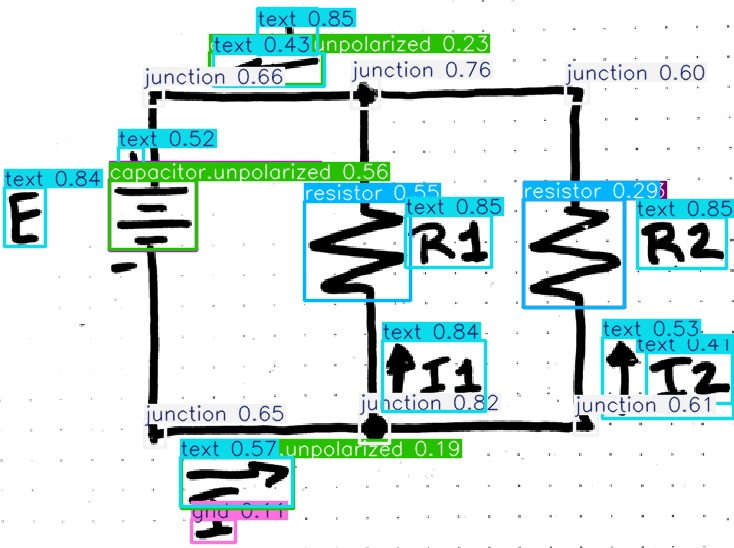 text 0.85
text 0.43 unpolarized 0.23
junction 0.66
junction 0.76
junction 0.60
text 0.52
text 0.84
capacitor.unpolarized 0.56
resistor 0.55
resistor 0.29
text 0.85
text 0.85
E
R1
R2
text 0.84
text 0.53
text 0.41
I1
I2
junction 0.65
junction 0.82
junction 0.61
text 0.57 .unpolarized 0.19
gnd 0.11
I